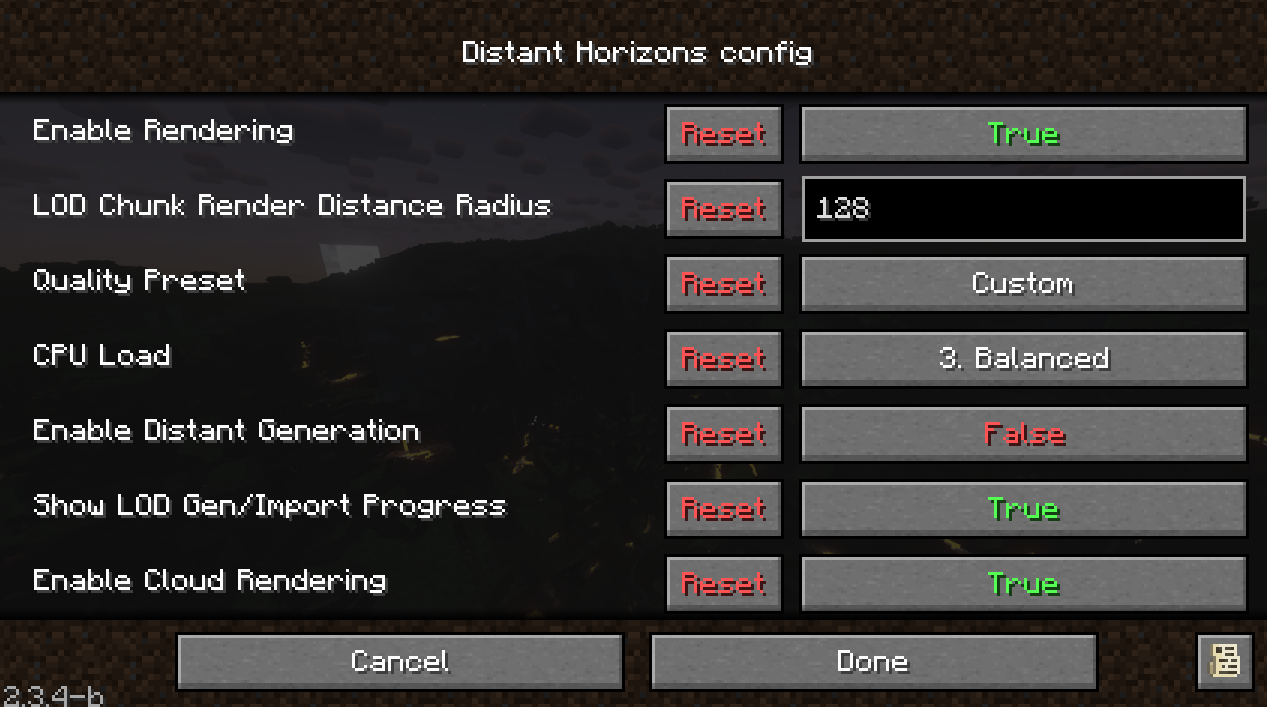 Distant Horizons config
Enable Rendering Reset True
LOD Chunk Render Distance Radius Reset 128
Quality Preset Reset Custom
CPU Load Reset 3. Balanced
Enable Distant Generation Reset False
Show LOD Gen/Import Progress Reset True
Enable Cloud Rendering Reset True
Cancel Done
2.3.4-b